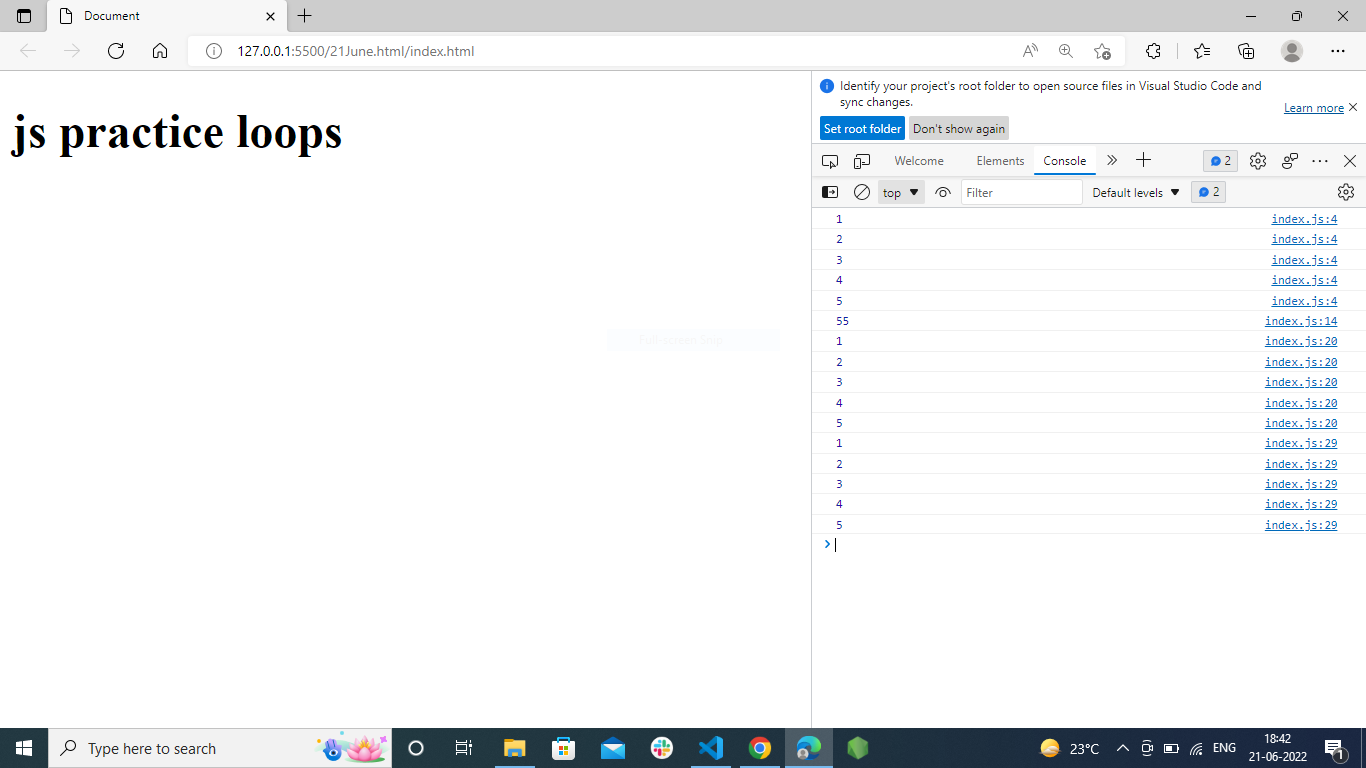 Document
127.0.0.1:5500/21June.html/index.html
js practice loops
Identify your project's root folder to open source files in Visual Studio Code and
sync changes.
Learn more
Set root folder Don't show again
Welcome Elements Console 2
top Filter Default levels 2
1 index.js:4
2 index.js:4
3 index.js:4
4 index.js:4
5 index.js:4
55 index.js:14
1 index.js:20
2 index.js:20
3 index.js:20
4 index.js:20
5 index.js:20
1 index.js:29
2 index.js:29
3 index.js:29
4 index.js:29
5 index.js:29
Type here to search
23°C
ENG
18:42
21-06-2022
1